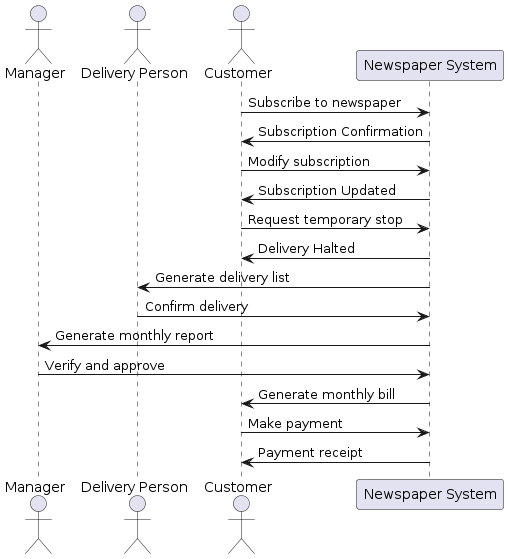 Manager Delivery Person Customer Newspaper System
Subscribe to newspaper
Subscription Confirmation
Modify subscription
Subscription Updated
Request temporary stop
Delivery Halted
Generate delivery list
Confirm delivery
Generate monthly report
Verify and approve
Generate monthly bill
Make payment
Payment receipt
Manager Delivery Person Customer Newspaper System